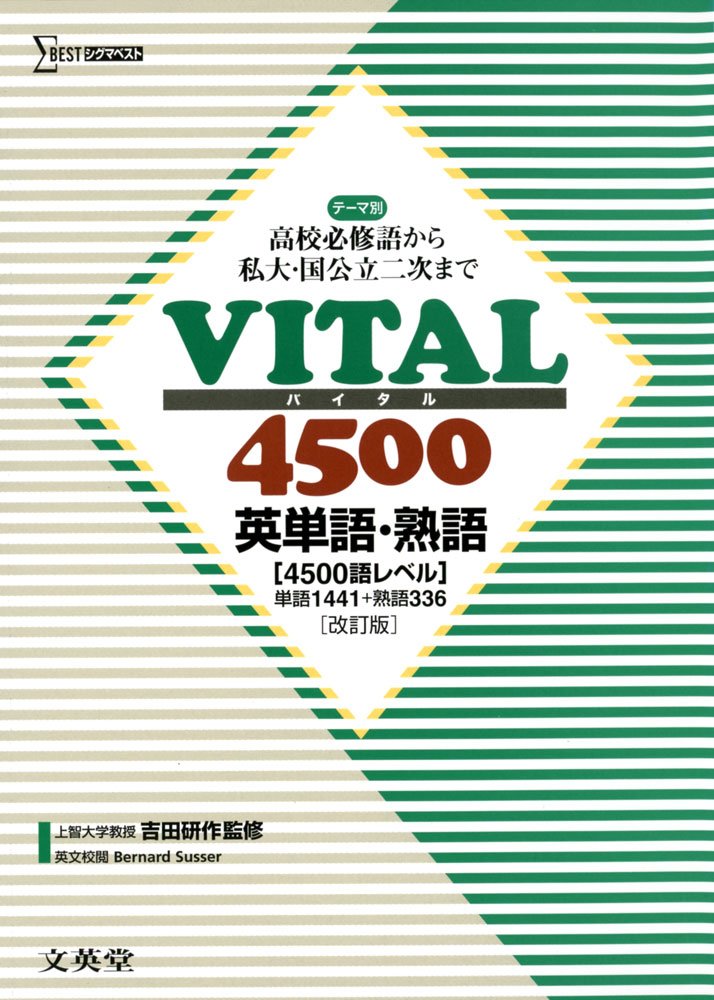 ΣBEST シグマベスト
テーマ別
高校必修語から
私大・国公立二次まで
VITAL
バイタル
4500
英単語・熟語
[4500語レベル]
単語1441+熟語336
[改訂版]
上智大学教授 吉田研作監修
英文校閲 Bernard Susser
文英堂